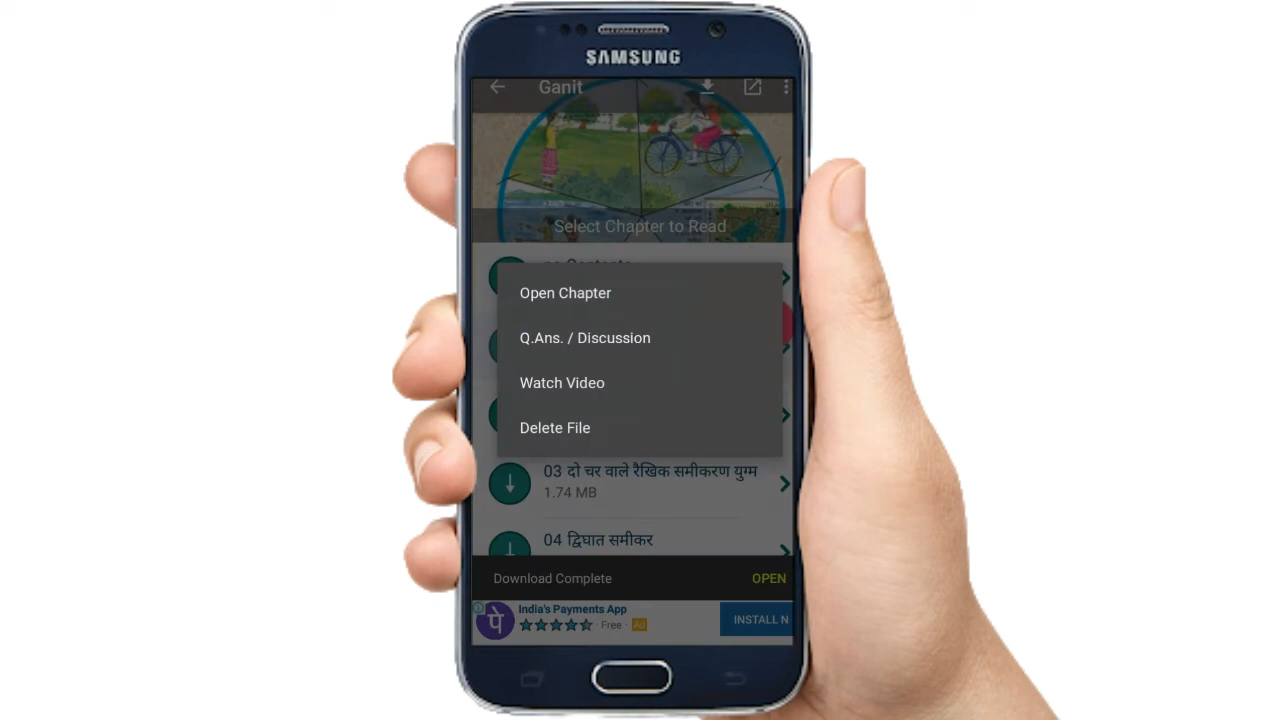 SAMSUNG
Ganit
Select Chapter to Read
Open Chapter
Q.Ans. / Discussion
Watch Video
Delete File
03 दो चर वाले रैखिक समीकरण युग्म
1.74 MB
04 द्विघात समीकर
Download Complete
OPEN
India's Payments App
Free · Ad
INSTALL N
पे